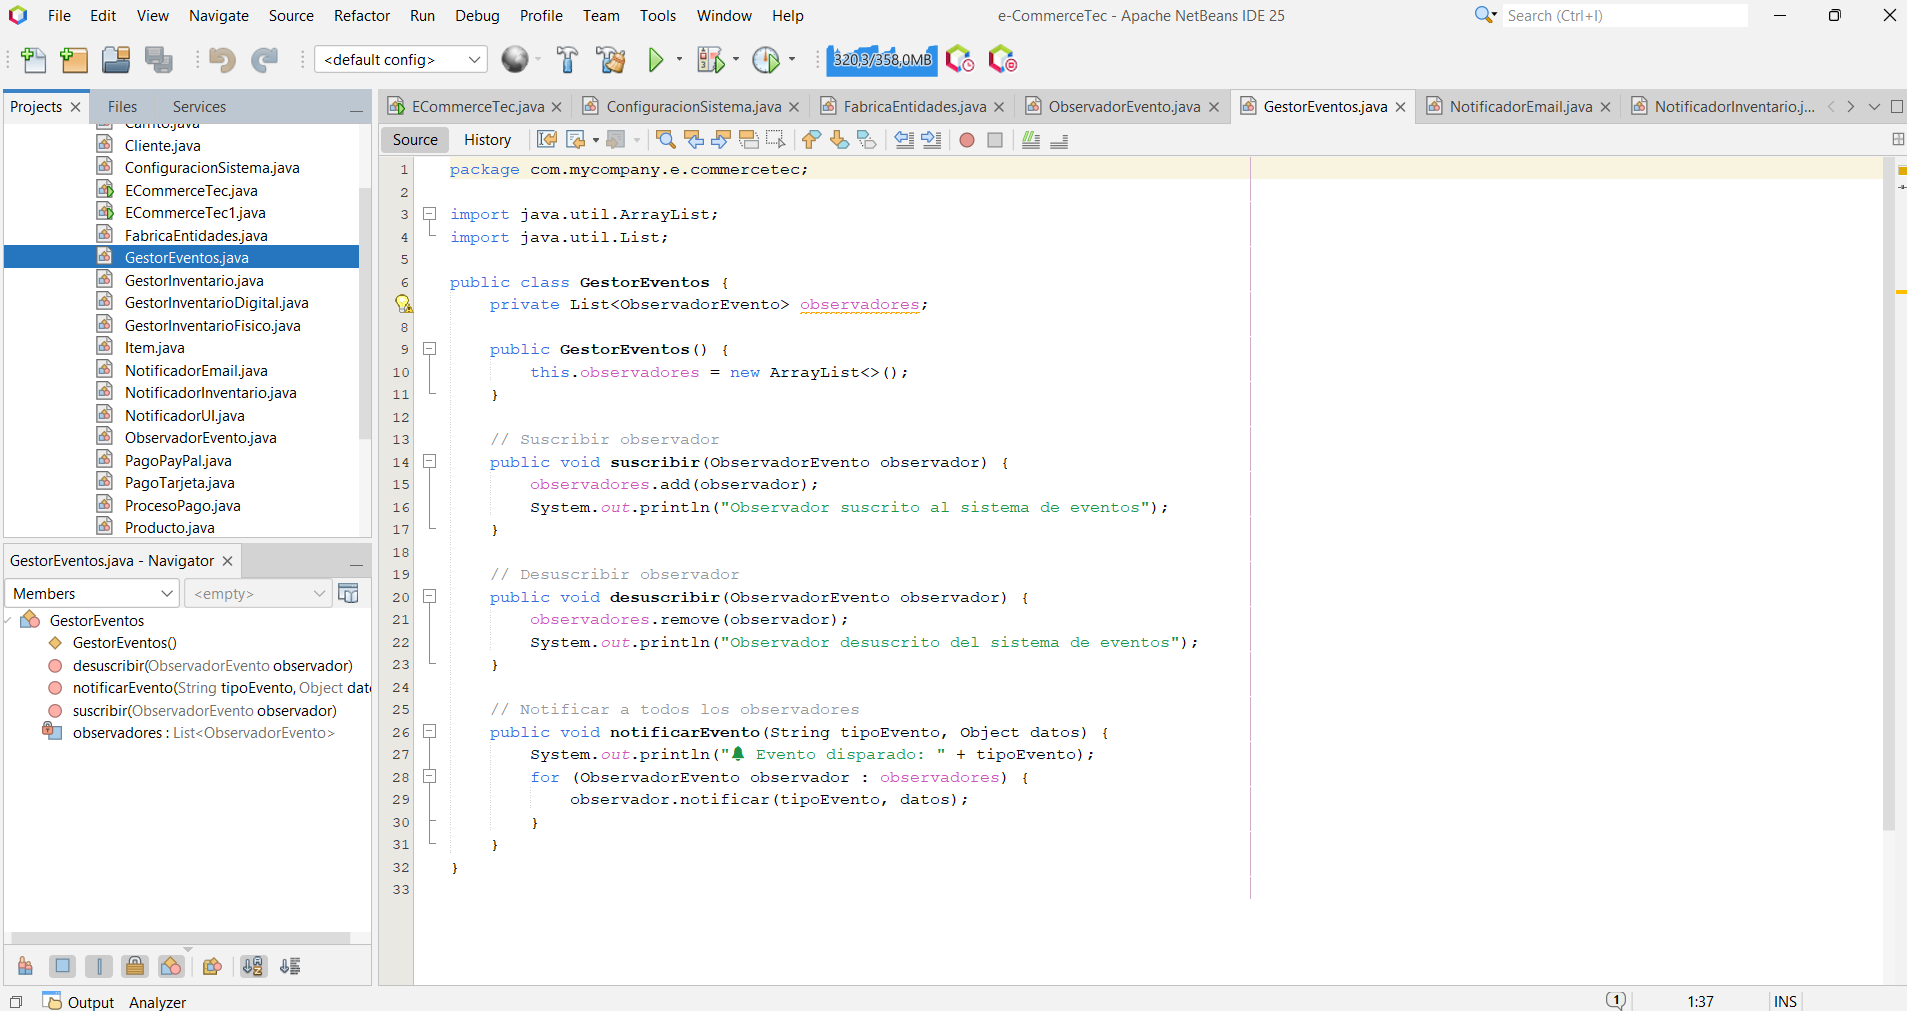 File Edit View Navigate Source Refactor Run Debug Profile Team Tools Window Help
e-CommerceTec - Apache NetBeans IDE 25
Search (Ctrl+I)
<default config>
320,3/358,0MB
Projects Files Services
ECommerceTec.java ConfiguracionSistema.java FabricaEntidades.java ObservadorEvento.java GestorEventos.java NotificadorEmail.java NotificadorInventario.j...
Source History
Carrito.java
Cliente.java
ConfiguracionSistema.java
ECommerceTec.java
ECommerceTec1.java
FabricaEntidades.java
GestorEventos.java
GestorInventario.java
GestorInventarioDigital.java
GestorInventarioFisico.java
Item.java
NotificadorEmail.java
NotificadorInventario.java
NotificadorUI.java
ObservadorEvento.java
PagoPayPal.java
PagoTarjeta.java
ProcesoPago.java
Producto.java
GestorEventos.java - Navigator
Members
<empty>
GestorEventos
GestorEventos()
desuscribir(ObservadorEvento observador)
notificarEvento(String tipoEvento, Object dat
suscribir(ObservadorEvento observador)
observadores : List<ObservadorEvento>
1 package com.mycompany.e.commercetec;
2
3 import java.util.ArrayList;
4 import java.util.List;
5
6 public class GestorEventos {
private List<ObservadorEvento> observadores;
8
9 public GestorEventos() {
10 this.observadores = new ArrayList<>();
11 }
12
13 // Suscribir observador
14 public void suscribir(ObservadorEvento observador) {
15 observadores.add(observador);
16 System.out.println("Observador suscrito al sistema de eventos");
17 }
18
19 // Desuscribir observador
20 public void desuscribir(ObservadorEvento observador) {
21 observadores.remove(observador);
22 System.out.println("Observador desuscrito del sistema de eventos");
23 }
24
25 // Notificar a todos los observadores
26 public void notificarEvento(String tipoEvento, Object datos) {
27 System.out.println("🔔 Evento disparado: " + tipoEvento);
28 for (ObservadorEvento observador : observadores) {
29 observador.notificar(tipoEvento, datos);
30 }
31 }
32 }
33
Output Analyzer
1
1:37
INS